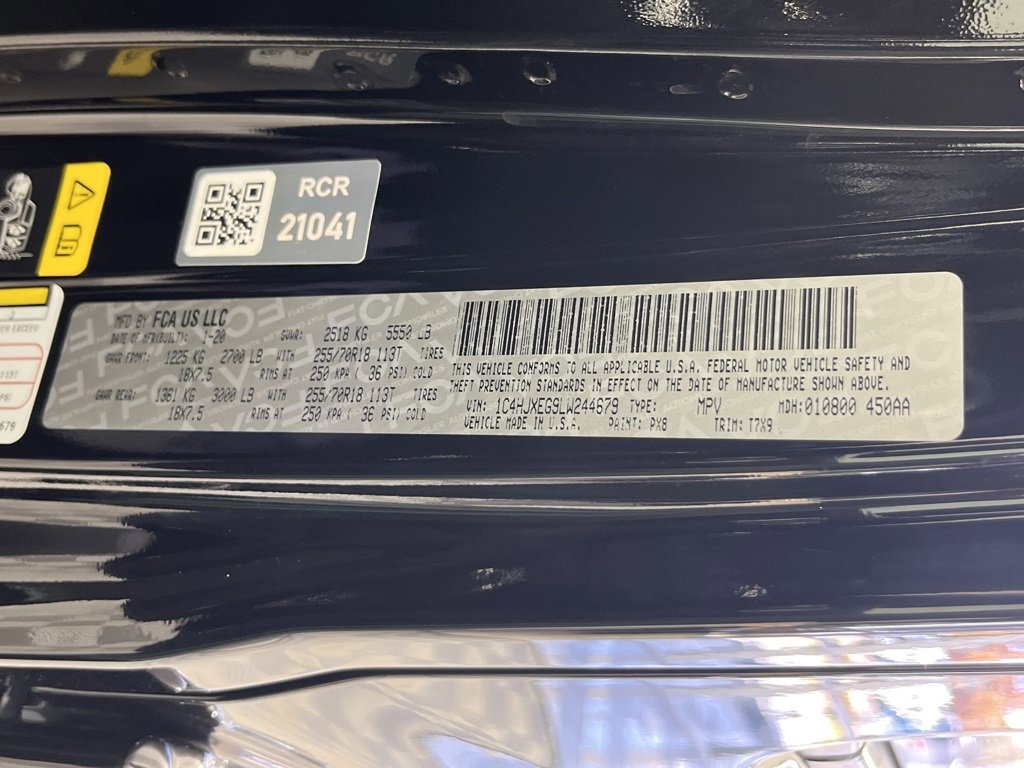 RCR
21041
MFD BY FCA US LLC
DATE OF MFR(BUILT): 1-20 GVWR: 2518 KG 5550 LB
GAWR FRONT: 1225 KG 2700 LB WITH 255/70R18 113T TIRES
18X7.5 RIMS AT 250 KPA ( 36 PSI) COLD
GAWR REAR: 1361 KG 3000 LB WITH 255/70R18 113T TIRES
18X7.5 RIMS AT 250 KPA ( 36 PSI) COLD
THIS VEHICLE CONFORMS TO ALL APPLICABLE U.S.A. FEDERAL MOTOR VEHICLE SAFETY AND
THEFT PREVENTION STANDARDS IN EFFECT ON THE DATE OF MANUFACTURE SHOWN ABOVE.
VIN: 1C4HJXEG9LW244679 TYPE: MPV MDH:010800 450AA
VEHICLE MADE IN U.S.A. PAINT: PX8 TRIM: T7X9